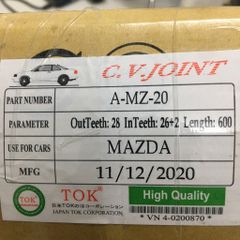 C.V.JOINT
PART NUMBER A-MZ-20
PARAMETER OutTeeth: 28 InTeeth: 26+2 Length: 600
USE FOR CARS MAZDA
MFG 11/12/2020
TOK
TOK®
JAPAN TOK CORPORATION
High Quality
* VN 4-0200870 *